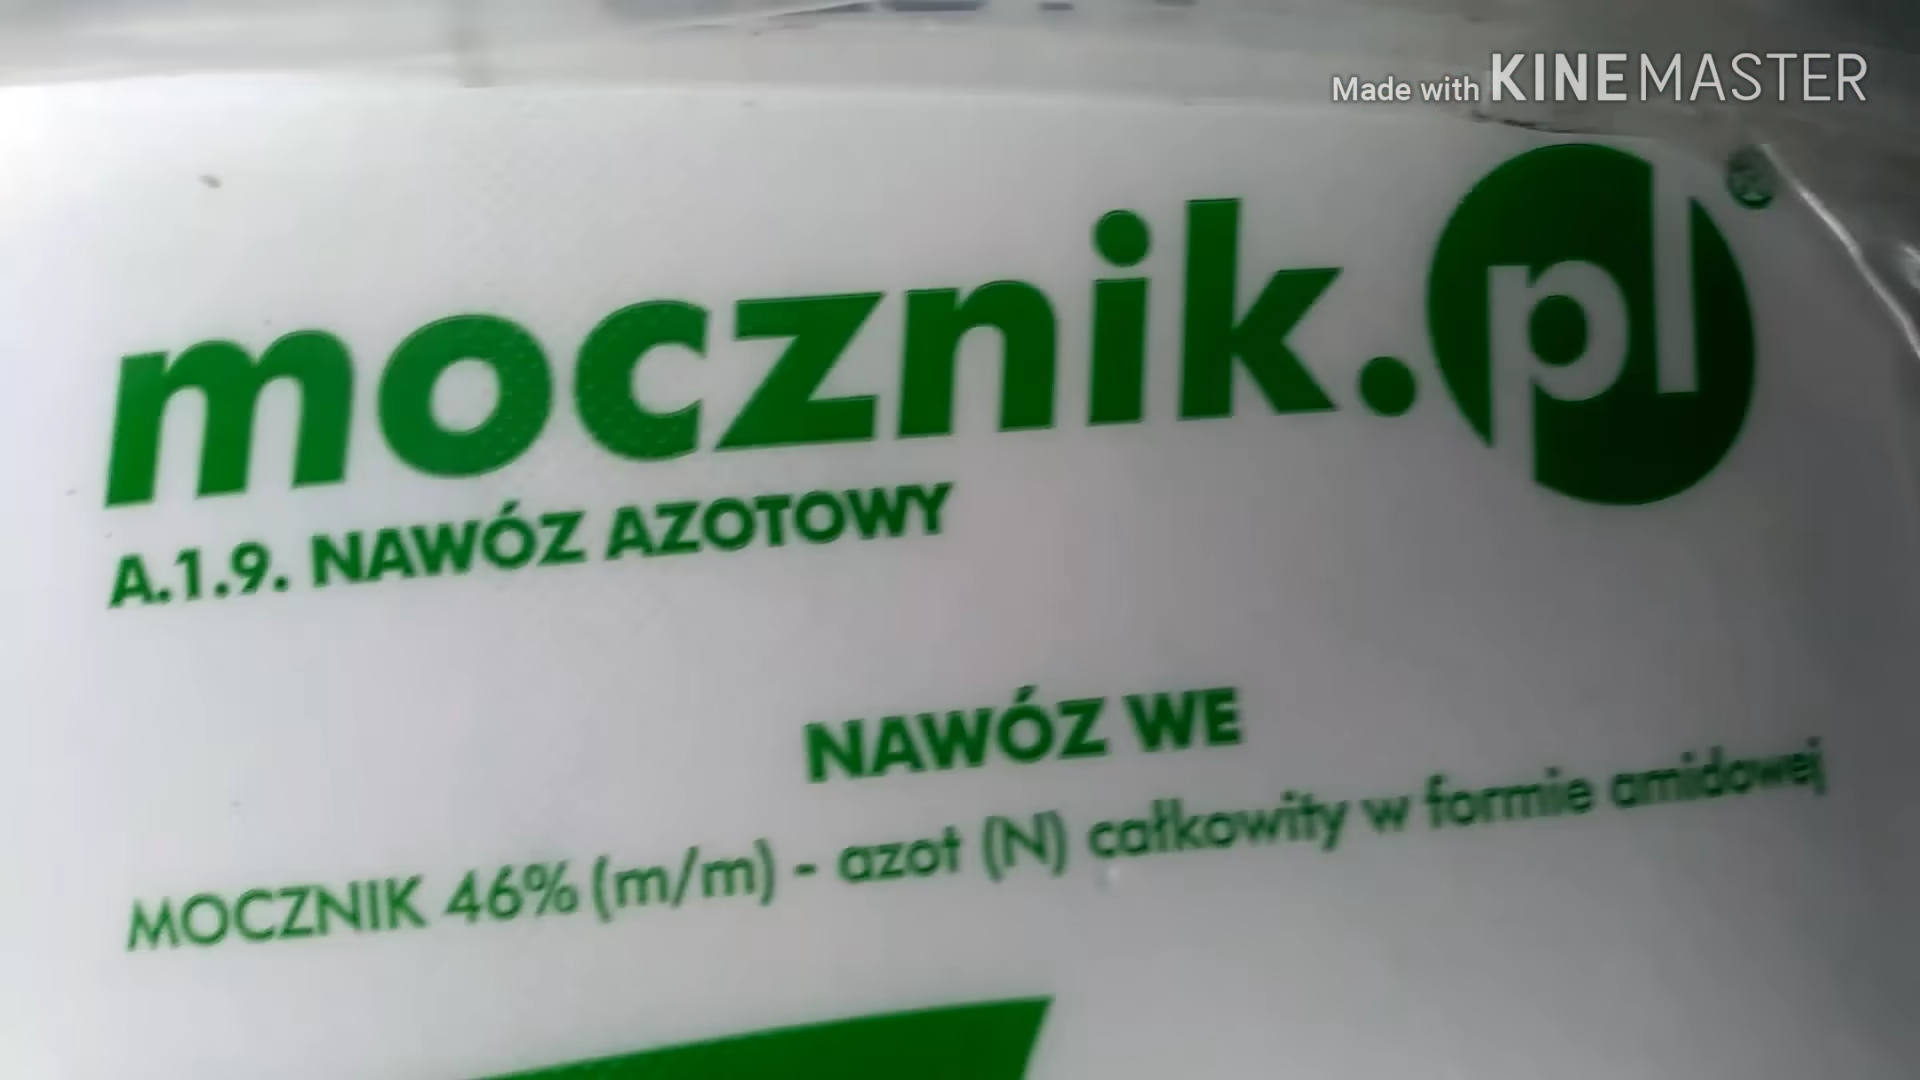 Made with KINEMASTER
mocznik.pl®
A.1.9. NAWÓZ AZOTOWY
NAWÓZ WE
MOCZNIK 46% (m/m) - azot (N) całkowity w formie amidowej